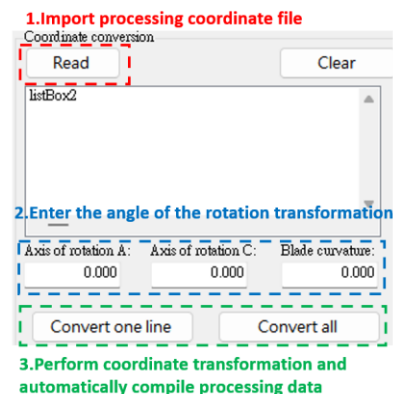 1.Import processing coordinate file
Coordinate conversion
Read Clear
listBox2
2.Enter the angle of the rotation transformation
Axis of rotation A: Axis of rotation C: Blade curvature:
0.000 0.000 0.000
Convert one line Convert all
3.Perform coordinate transformation and
automatically compile processing data